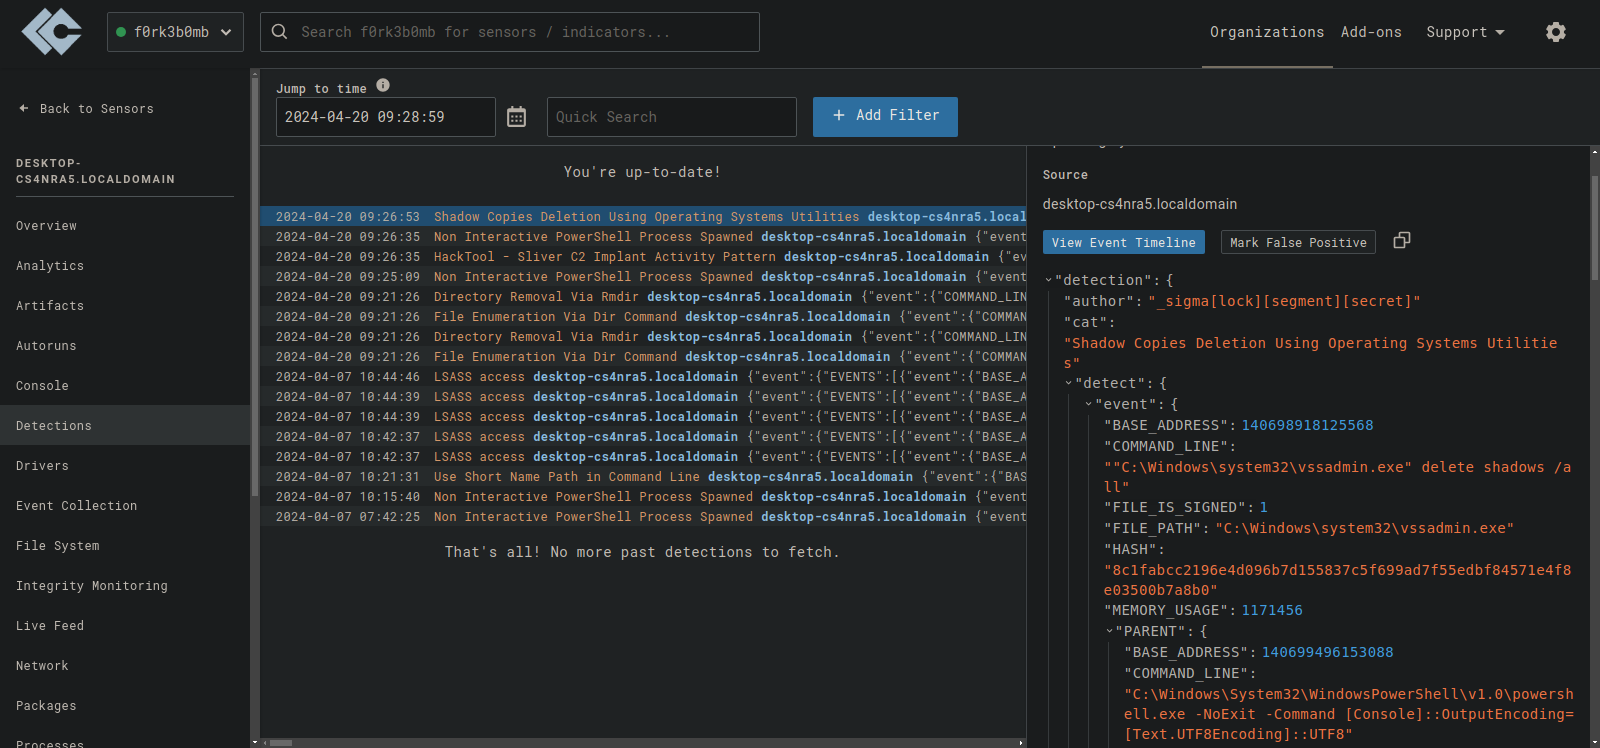 f0rk3b0mb
Search f0rk3b0mb for sensors / indicators...
Organizations
Add-ons
Support
Back to Sensors
DESKTOP-
CS4NRA5.LOCALDOMAIN
Overview
Analytics
Artifacts
Autoruns
Console
Detections
Drivers
Event Collection
File System
Integrity Monitoring
Live Feed
Network
Packages
Processes
Jump to time
2024-04-20 09:28:59
Quick Search
+ Add Filter
You're up-to-date!
2024-04-20 09:26:53 Shadow Copies Deletion Using Operating Systems Utilities desktop-cs4nra5.local
2024-04-20 09:26:35 Non Interactive PowerShell Process Spawned desktop-cs4nra5.localdomain {"event
2024-04-20 09:26:35 HackTool - Sliver C2 Implant Activity Pattern desktop-cs4nra5.localdomain {"ev
2024-04-20 09:25:09 Non Interactive PowerShell Process Spawned desktop-cs4nra5.localdomain {"event
2024-04-20 09:21:26 Directory Removal Via Rmdir desktop-cs4nra5.localdomain {"event":{"COMMAND_LIN
2024-04-20 09:21:26 File Enumeration Via Dir Command desktop-cs4nra5.localdomain {"event":{"COMMAN
2024-04-20 09:21:26 Directory Removal Via Rmdir desktop-cs4nra5.localdomain {"event":{"COMMAND_LIN
2024-04-20 09:21:26 File Enumeration Via Dir Command desktop-cs4nra5.localdomain {"event":{"COMMAN
2024-04-07 10:44:46 LSASS access desktop-cs4nra5.localdomain {"event":{"EVENTS":[{"event":{"BASE_A
2024-04-07 10:44:39 LSASS access desktop-cs4nra5.localdomain {"event":{"EVENTS":[{"event":{"BASE_A
2024-04-07 10:44:39 LSASS access desktop-cs4nra5.localdomain {"event":{"EVENTS":[{"event":{"BASE_A
2024-04-07 10:42:37 LSASS access desktop-cs4nra5.localdomain {"event":{"EVENTS":[{"event":{"BASE_A
2024-04-07 10:42:37 LSASS access desktop-cs4nra5.localdomain {"event":{"EVENTS":[{"event":{"BASE_A
2024-04-07 10:21:31 Use Short Name Path in Command Line desktop-cs4nra5.localdomain {"event":{"BAS
2024-04-07 10:15:40 Non Interactive PowerShell Process Spawned desktop-cs4nra5.localdomain {"event
2024-04-07 07:42:25 Non Interactive PowerShell Process Spawned desktop-cs4nra5.localdomain {"event
That's all! No more past detections to fetch.
Source
desktop-cs4nra5.localdomain
View Event Timeline
Mark False Positive
"detection": {
"author": "_sigma[lock][segment][secret]"
"cat":
"Shadow Copies Deletion Using Operating Systems Utilitie
s"
"detect": {
"event": {
"BASE_ADDRESS": 140698918125568
"COMMAND_LINE":
""C:\Windows\system32\vssadmin.exe" delete shadows /a
ll"
"FILE_IS_SIGNED": 1
"FILE_PATH": "C:\Windows\system32\vssadmin.exe"
"HASH":
"8c1fabcc2196e4d096b7d155837c5f699ad7f55edbf84571e4f8
e03500b7a8b0"
"MEMORY_USAGE": 1171456
"PARENT": {
"BASE_ADDRESS": 140699496153088
"COMMAND_LINE":
"C:\Windows\System32\WindowsPowerShell\v1.0\powersh
ell.exe -NoExit -Command [Console]::OutputEncoding=
[Text.UTF8Encoding]::UTF8"